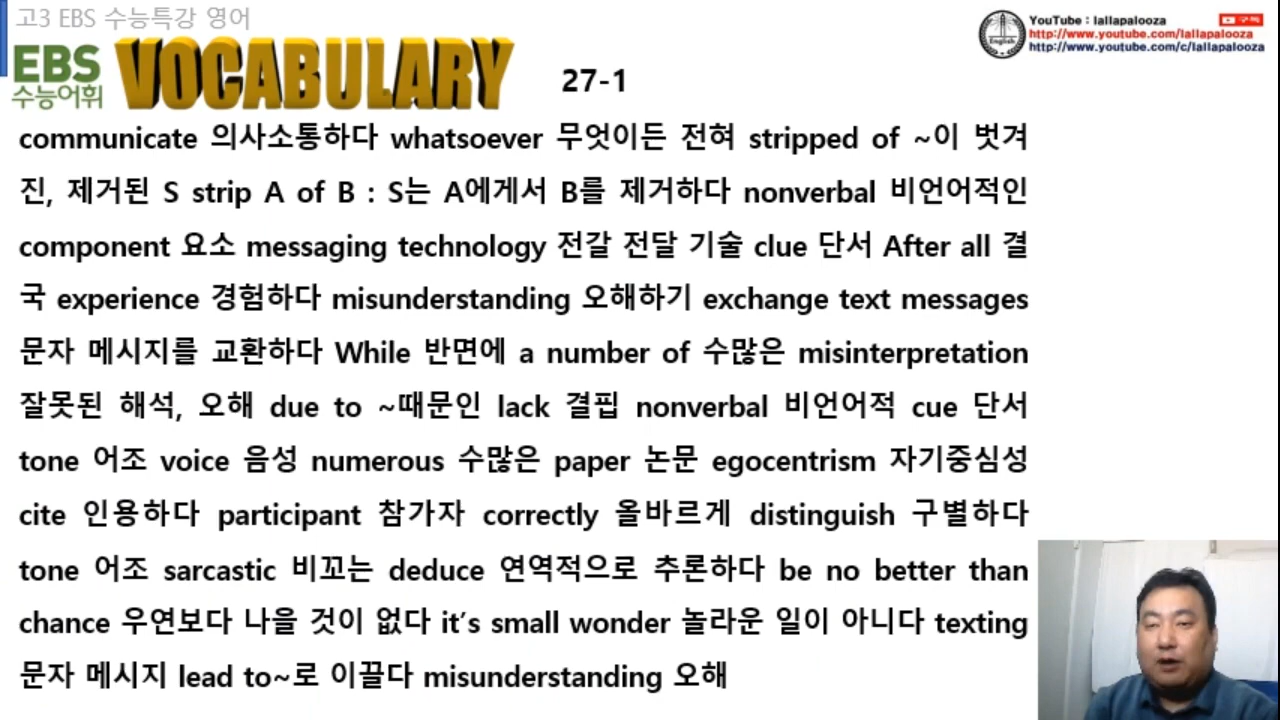 고3 EBS 수능특강 영어
EBS
수능어휘
VOCABULARY
27-1
YouTube : lallapalooza
구독
http://www.youtube.com/lallapalooza
http://www.youtube.com/c/lallapalooza
English
communicate 의사소통하다 whatsoever 무엇이든 전혀 stripped of ~이 벗겨
진, 제거된 S strip A of B : S는 A에게서 B를 제거하다 nonverbal 비언어적인
component 요소 messaging technology 전갈 전달 기술 clue 단서 After all 결
국 experience 경험하다 misunderstanding 오해하기 exchange text messages
문자 메시지를 교환하다 While 반면에 a number of 수많은 misinterpretation
잘못된 해석, 오해 due to ~때문인 lack 결핍 nonverbal 비언어적 cue 단서
tone 어조 voice 음성 numerous 수많은 paper 논문 egocentrism 자기중심성
cite 인용하다 participant 참가자 correctly 올바르게 distinguish 구별하다
tone 어조 sarcastic 비꼬는 deduce 연역적으로 추론하다 be no better than
chance 우연보다 나을 것이 없다 it’s small wonder 놀라운 일이 아니다 texting
문자 메시지 lead to~로 이끌다 misunderstanding 오해